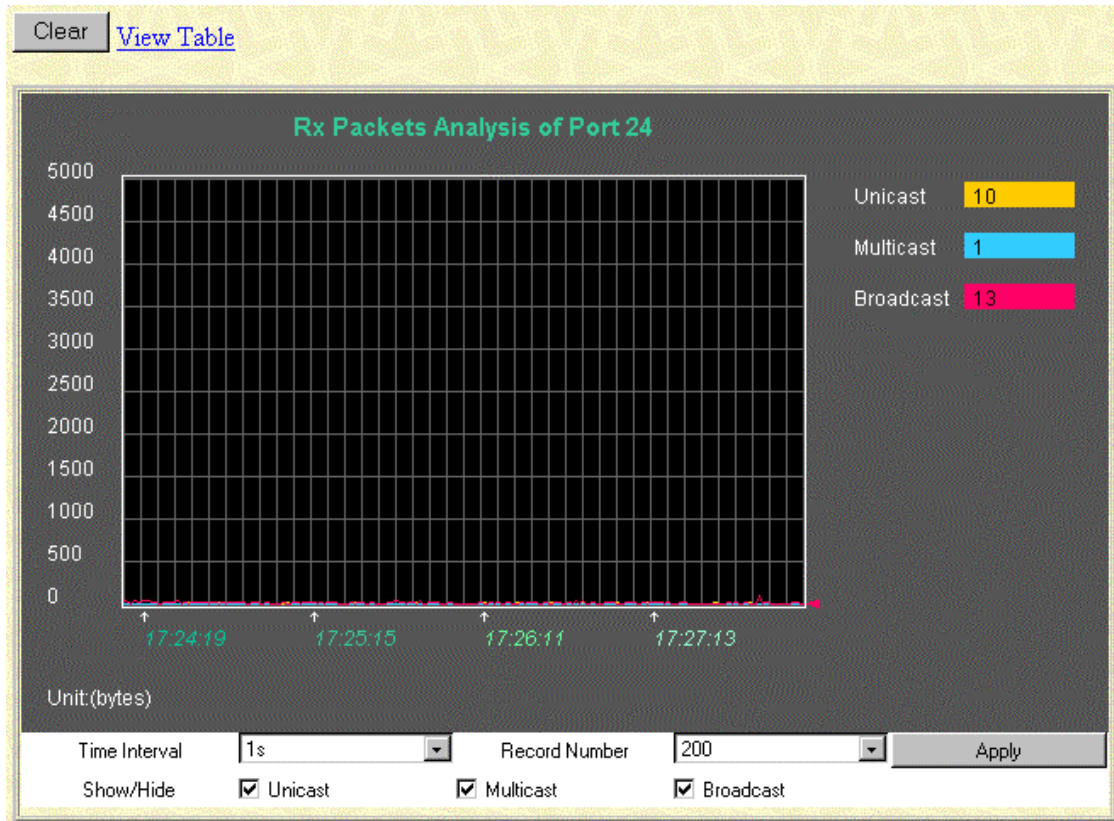 Clear View Table
Rx Packets Analysis of Port 24
5000
4500
4000
3500
3000
2500
2000
1500
1000
500
0
Unicast 10
Multicast 1
Broadcast 13
17:24:19 17:25:15 17:26:11 17:27:13
Unit:(bytes)
Time Interval 1s Record Number 200 Apply
Show/Hide Unicast Multicast Broadcast